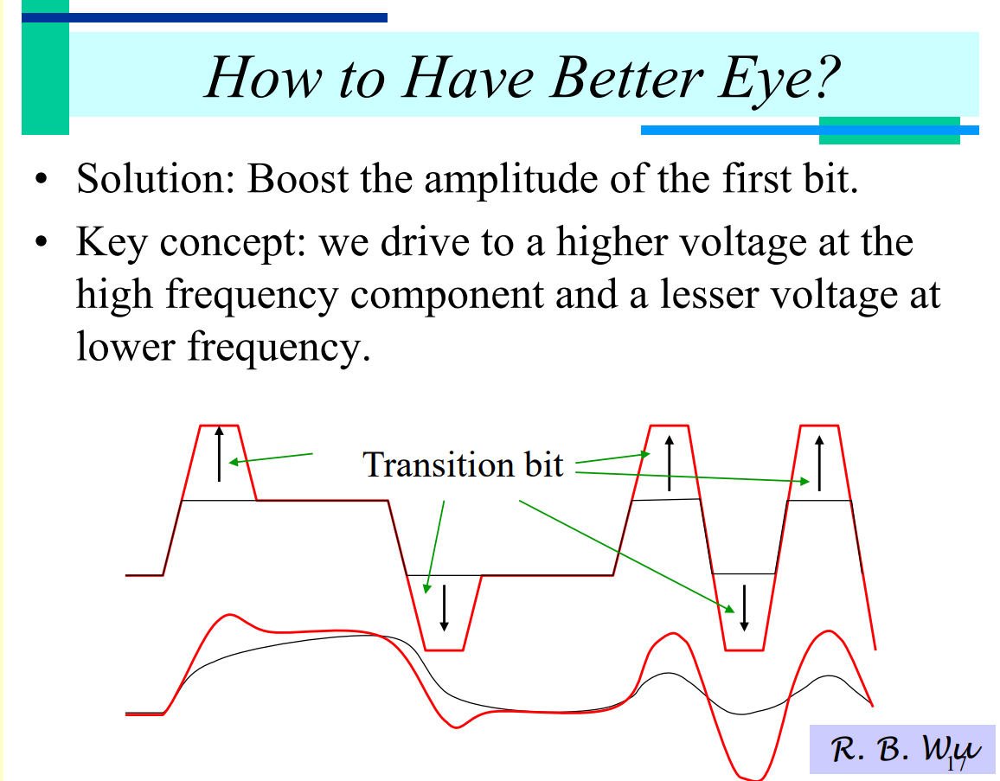 How to Have Better Eye?
• Solution: Boost the amplitude of the first bit.
• Key concept: we drive to a higher voltage at the
high frequency component and a lesser voltage at
lower frequency.
Transition bit
R. B. Wu
17